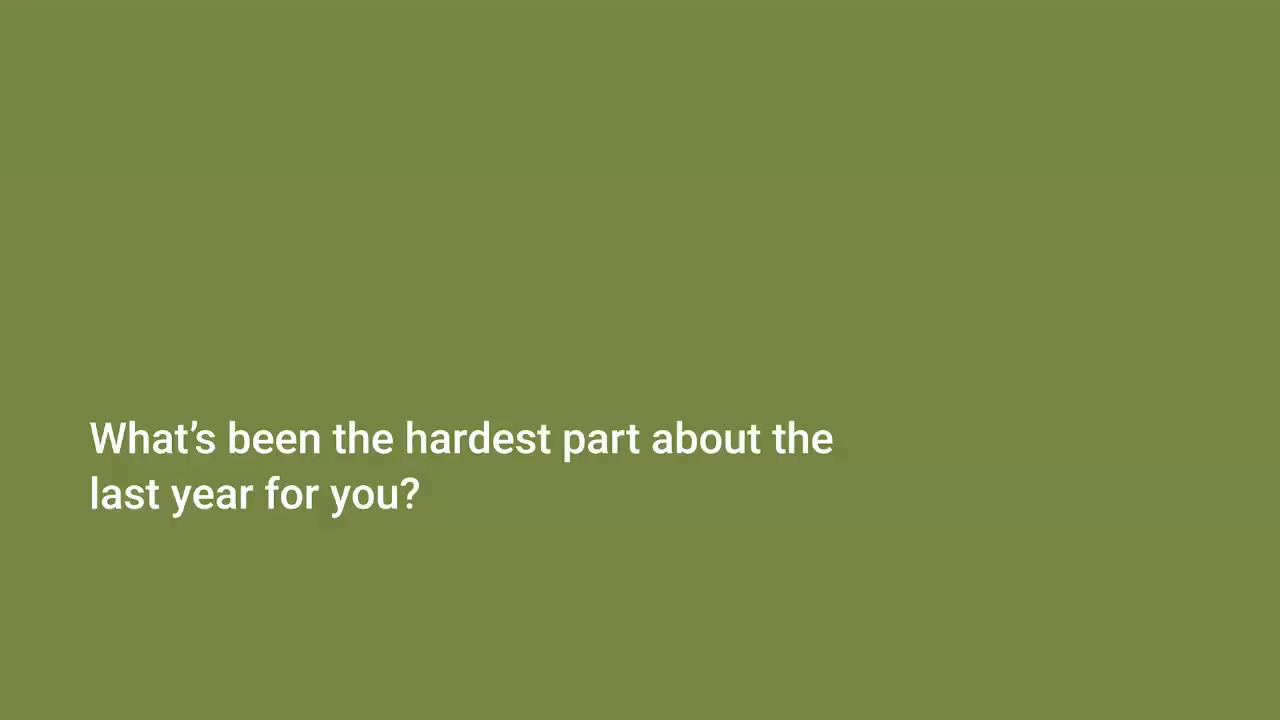 What’s been the hardest part about the
last year for you?